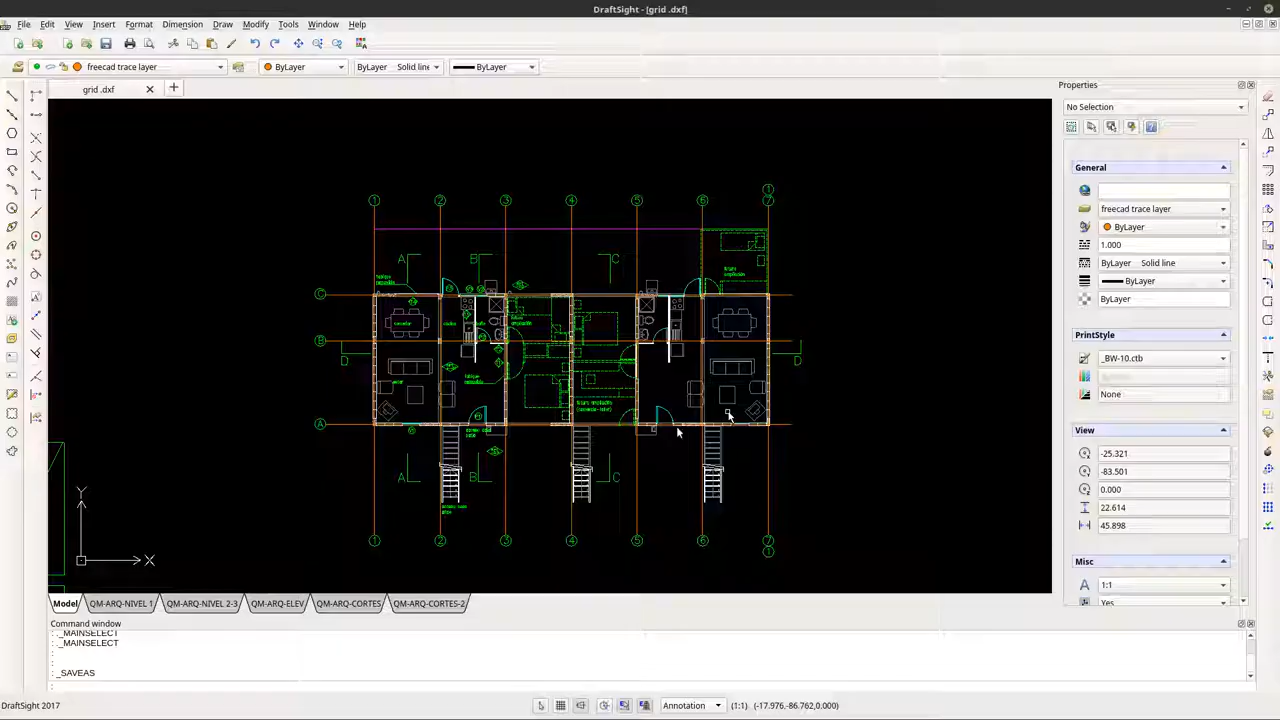 DraftSight - [grid .dxf]
File Edit View Insert Format Dimension Draw Modify Tools Window Help
freecad trace layer ByLayer ByLayer Solid line ByLayer
grid .dxf
Properties
No Selection
General
freecad trace layer
ByLayer
1.000
ByLayer Solid line
ByLayer
ByLayer
PrintStyle
_BW-10.ctb
None
View
-25.321
-83.501
0.000
22.614
45.898
Misc
1:1
Yes
1
1 2 3 4 5 6 7
A B C
C
B
D D
A
A B C
1 2 3 4 5 6 7
1
Y
X
Model QM-ARQ-NIVEL 1 QM-ARQ-NIVEL 2-3 QM-ARQ-ELEV QM-ARQ-CORTES QM-ARQ-CORTES-2
Command window
: ._MAINSELECT
: ._MAINSELECT
:
:
: _SAVEAS
:
DraftSight 2017
Annotation (1:1) (-17.976,-86.762,0.000)